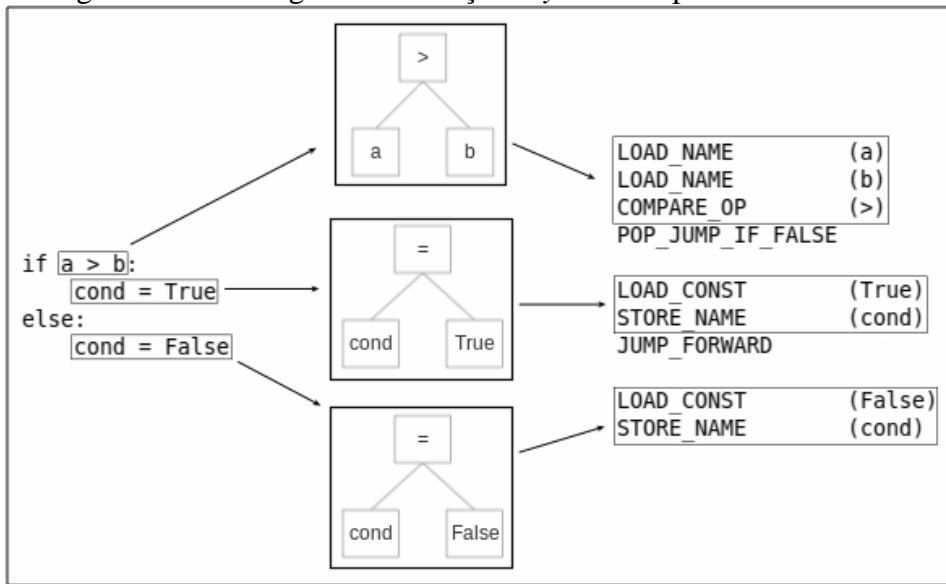 >
a b
LOAD_NAME (a)
LOAD_NAME (b)
COMPARE_OP (>)
POP_JUMP_IF_FALSE
if a > b:
cond = True
else:
cond = False
=
cond True
LOAD_CONST (True)
STORE_NAME (cond)
JUMP_FORWARD
=
cond False
LOAD_CONST (False)
STORE_NAME (cond)